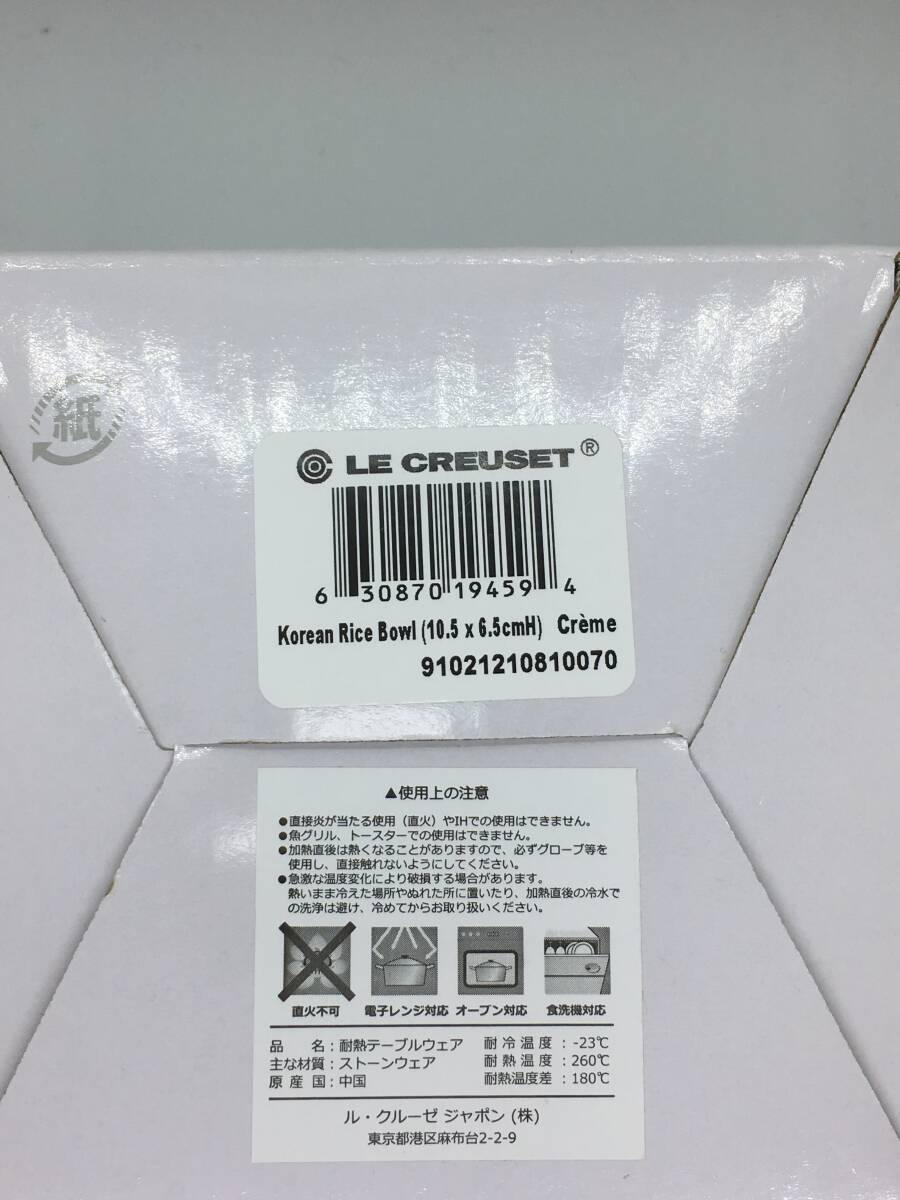 紙
LE CREUSET®
6 30870 19459 4
Korean Rice Bowl (10.5 x 6.5cmH) Crème
91021210810070
▲使用上の注意
●直接炎が当たる使用（直火）やIHでの使用はできません。
●魚グリル、トースターでの使用はできません。
●加熱直後は熱くなることがありますので、必ずグローブ等を
使用し、直接触れないようにしてください。
●急激な温度変化により破損する場合があります。
熱いまま冷えた場所やぬれた所に置いたり、加熱直後の冷水で
の洗浄は避け、冷めてからお取り扱いください。
直火不可 電子レンジ対応 オーブン対応 食洗機対応
品 名：耐熱テーブルウェア 耐 冷 温 度 ：-23℃
主な材質：ストーンウェア 耐 熱 温 度 ：260℃
原 産 国：中国 耐熱温度差：180℃
ル・クルーゼ ジャポン (株)
東京都港区麻布台2-2-9